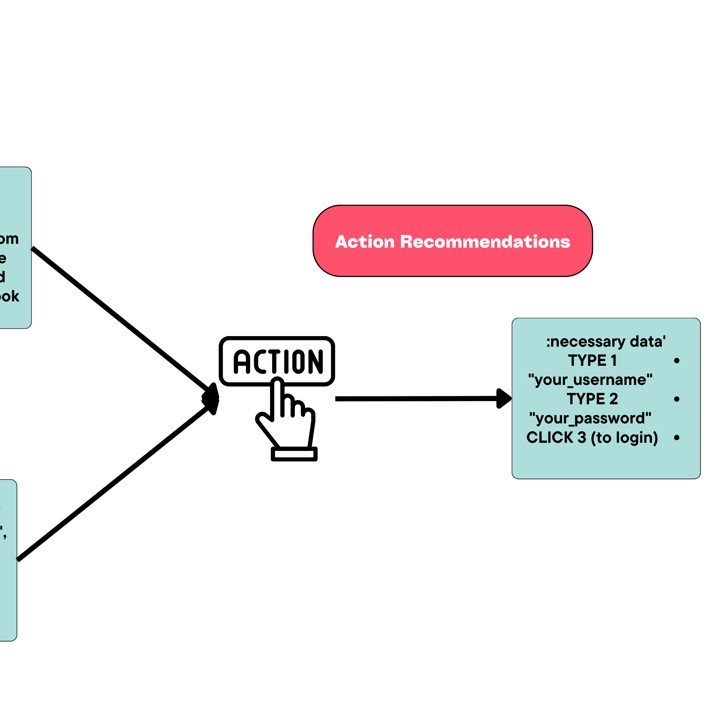 om
e
d
ook
",
Action Recommendations
ACTION
:necessary data'
TYPE 1 •
"your_username"
TYPE 2 •
"your_password"
CLICK 3 (to login) •